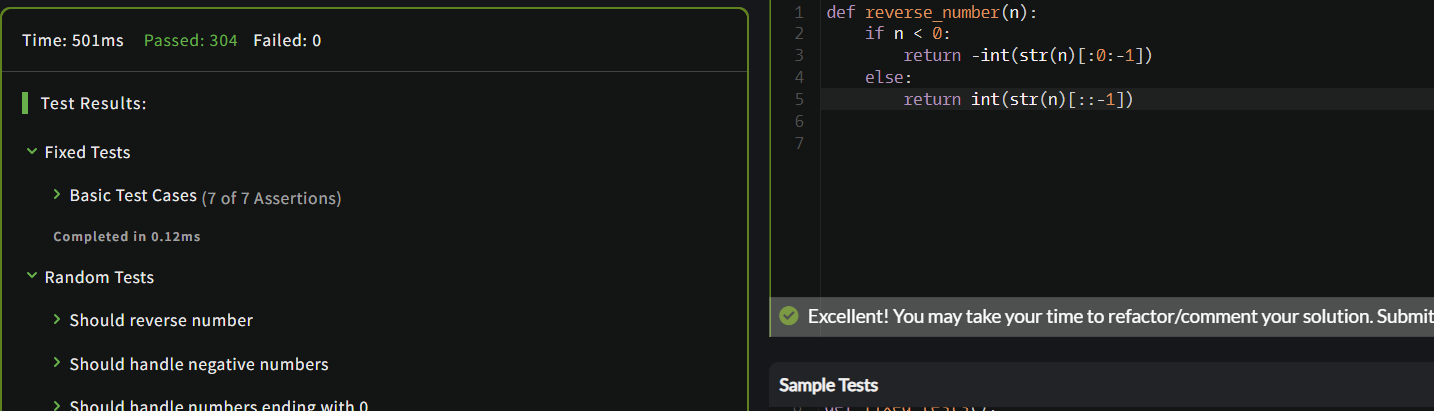 Time: 501ms Passed: 304 Failed: 0
Test Results:
Fixed Tests
Basic Test Cases (7 of 7 Assertions)
Completed in 0.12ms
Random Tests
Should reverse number
Should handle negative numbers
Should handle numbers ending with 0
1 def reverse_number(n):
2     if n < 0:
3         return -int(str(n)[:0:-1])
4     else:
5         return int(str(n)[::-1])
6
7
Excellent! You may take your time to refactor/comment your solution. Submit
Sample Tests